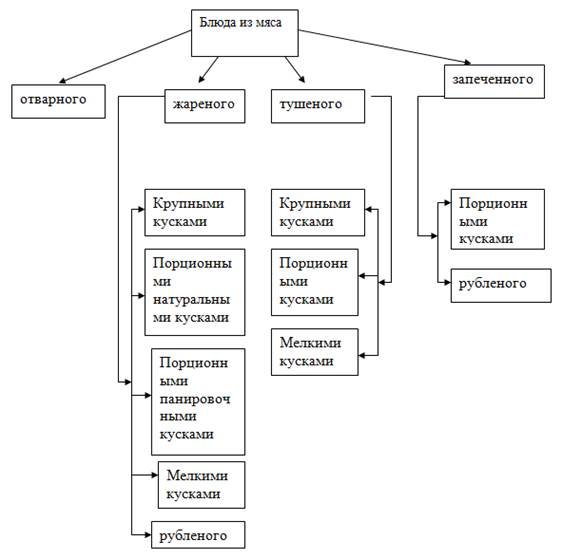 Блюда из мяса
отварного
жареного
тушеного
запеченного
Крупными
кусками
Порционны
ми
натуральны
ми кусками
Порционн
ыми
панировоч
ными
кусками
Мелкими
кусками
рубленого
Крупными
кусками
Порционн
ыми
кусками
Мелкими
кусками
Порционн
ыми
кусками
рубленого